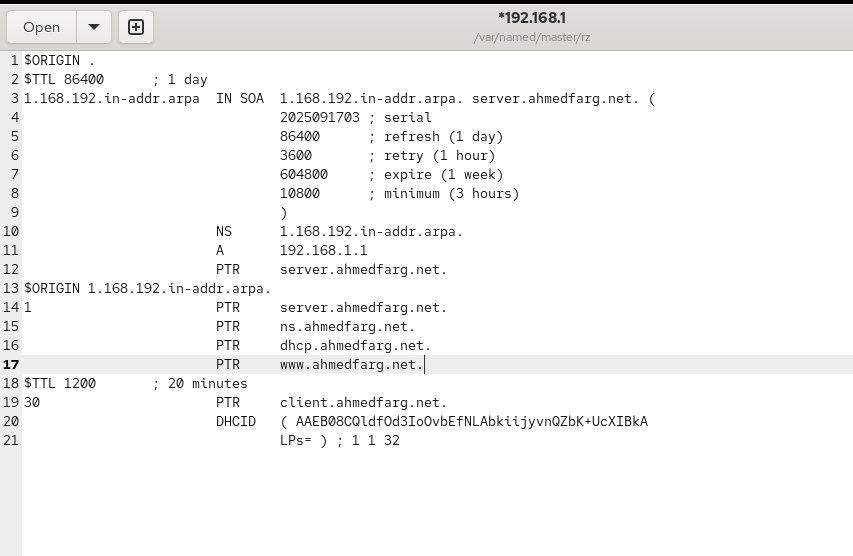 Open
*192.168.1
/var/named/master/rz
1 $ORIGIN .
2 $TTL 86400      ; 1 day
3 1.168.192.in-addr.arpa  IN SOA  1.168.192.in-addr.arpa. server.ahmedfarg.net. (
4                                 2025091703 ; serial
5                                 86400      ; refresh (1 day)
6                                 3600       ; retry (1 hour)
7                                 604800     ; expire (1 week)
8                                 10800      ; minimum (3 hours)
9                                 )
10                         NS      1.168.192.in-addr.arpa.
11                         A       192.168.1.1
12                         PTR     server.ahmedfarg.net.
13 $ORIGIN 1.168.192.in-addr.arpa.
14 1                       PTR     server.ahmedfarg.net.
15                         PTR     ns.ahmedfarg.net.
16                         PTR     dhcp.ahmedfarg.net.
17                         PTR     www.ahmedfarg.net.
18 $TTL 1200       ; 20 minutes
19 30                      PTR     client.ahmedfarg.net.
20                         DHCID   ( AAEB08CQldfOd3IoOvbEfNLAbkiijyvnQZbK+UcXIBkA
21                                 LPs= ) ; 1 1 32